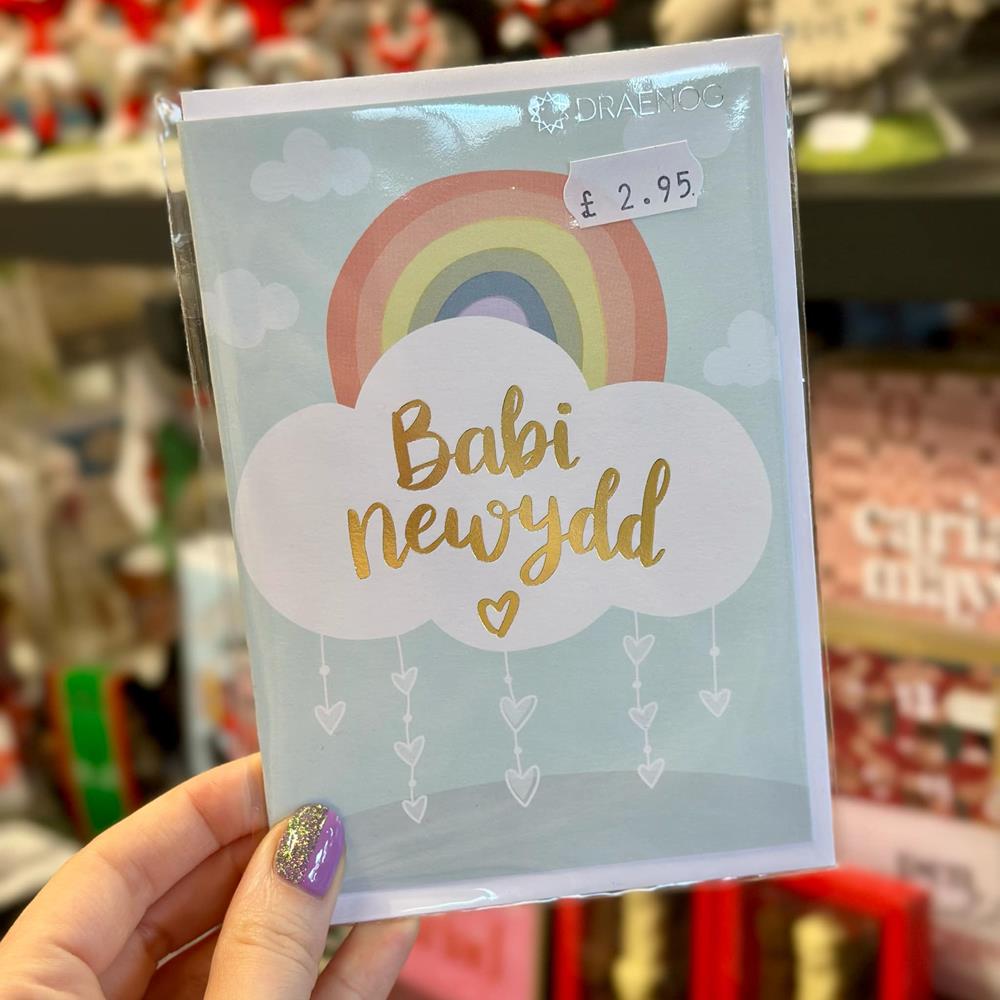 DRAENOG
£ 2.95
Babi
newydd